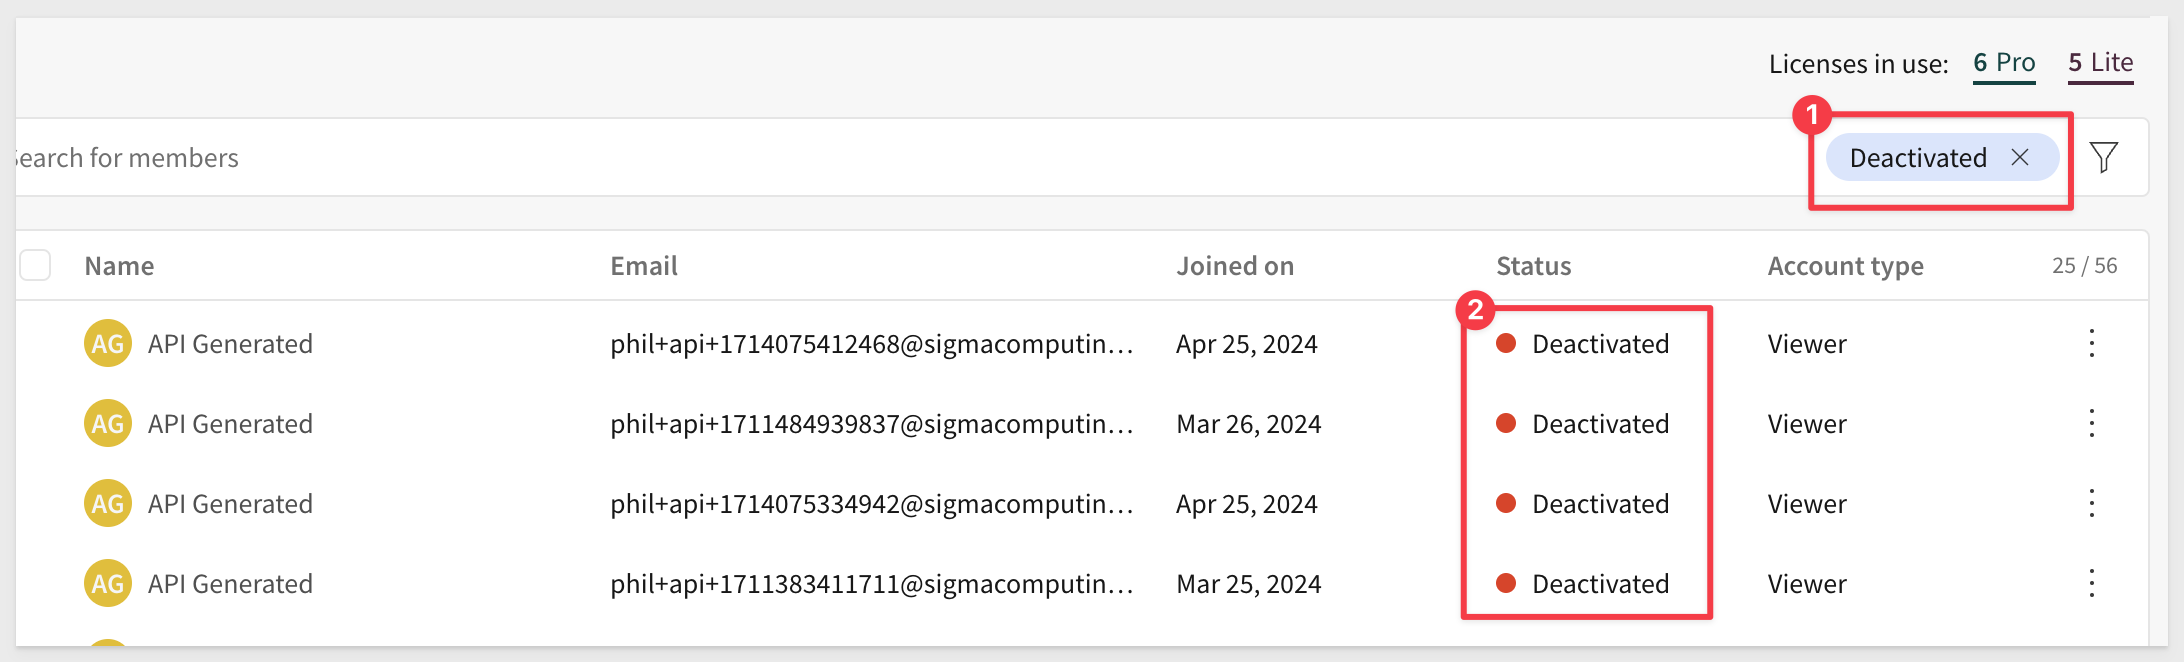 Licenses in use: 6 Pro 5 Lite
1
Search for members Deactivated
Name Email Joined on Status Account type 25 / 56
2
AG API Generated phil+api+1714075412468@sigmacomputin… Apr 25, 2024 Deactivated Viewer
AG API Generated phil+api+1711484939837@sigmacomputin… Mar 26, 2024 Deactivated Viewer
AG API Generated phil+api+1714075334942@sigmacomputin… Apr 25, 2024 Deactivated Viewer
AG API Generated phil+api+1711383411711@sigmacomputin… Mar 25, 2024 Deactivated Viewer